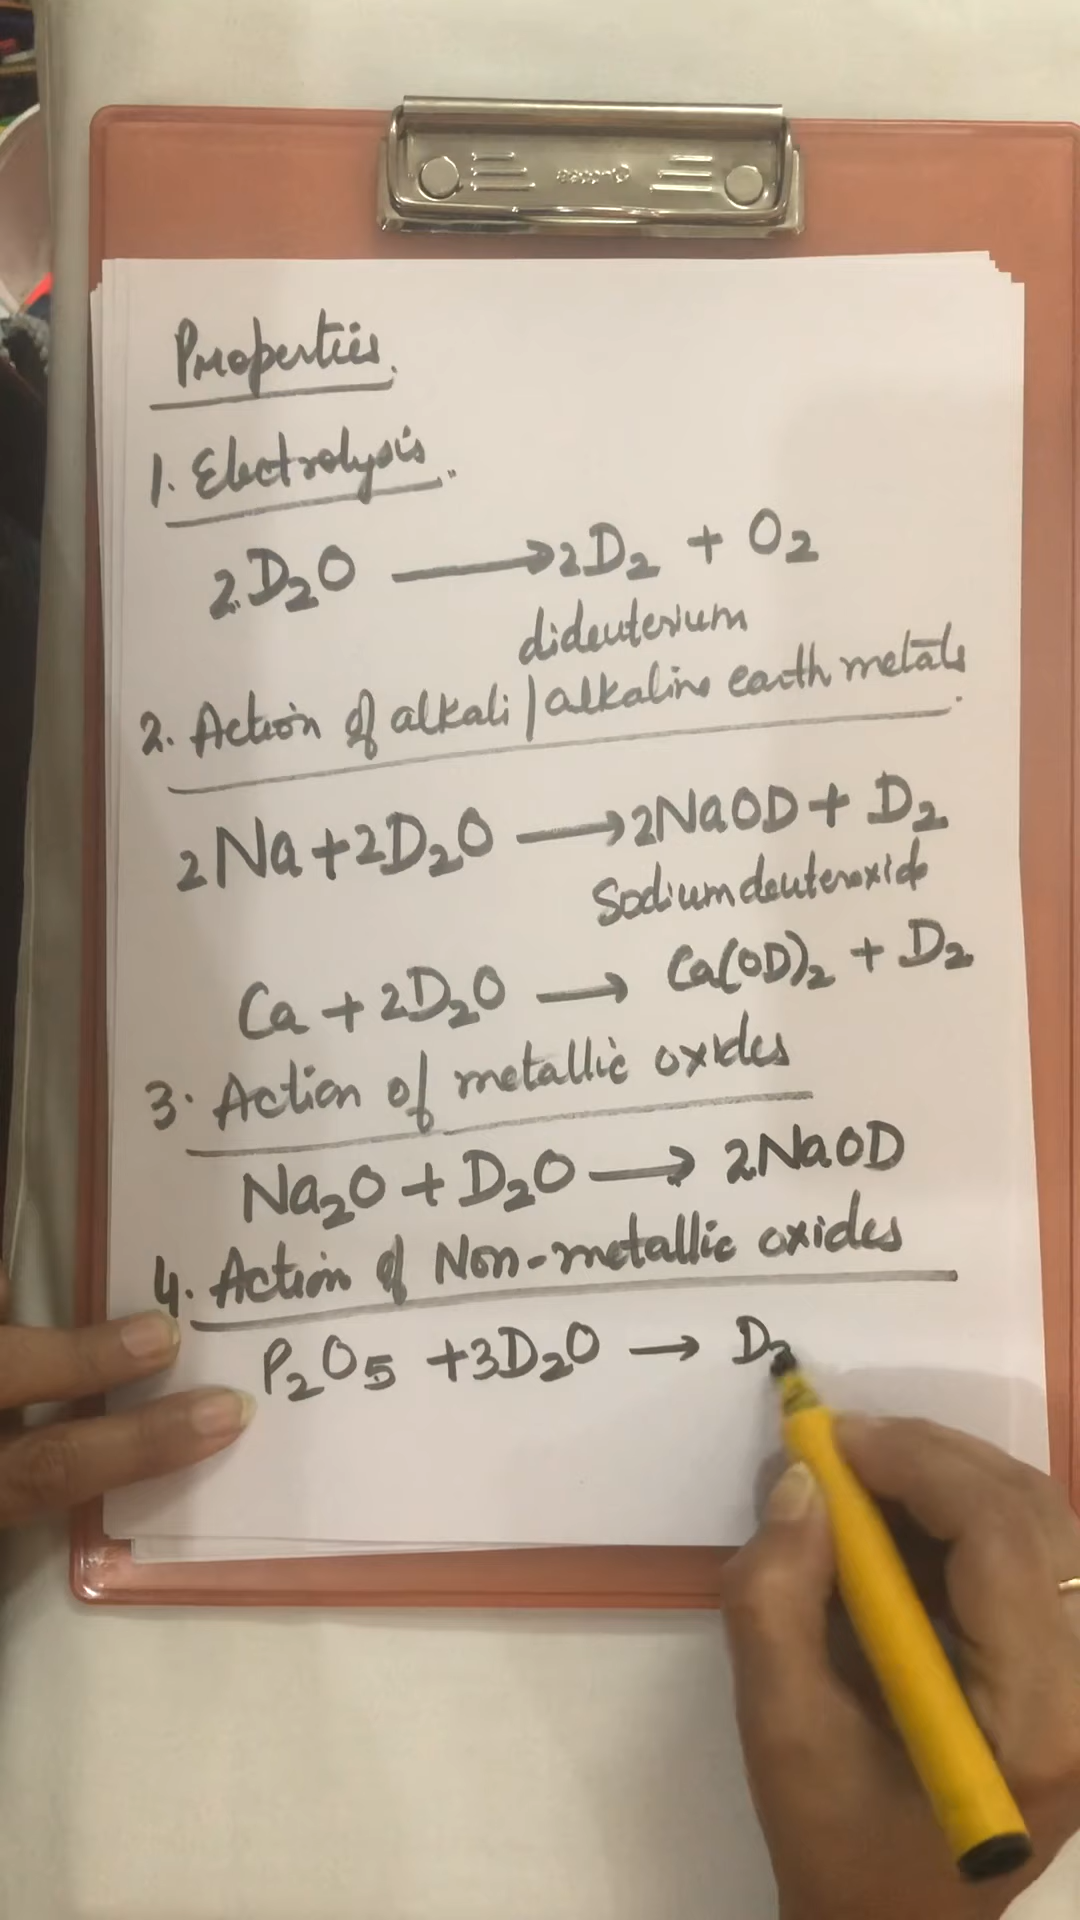 Properties.
1. Electrolysis
2D₂O ⟶ 2D₂ + O₂
dideuterium
2. Action of alkali / alkaline earth metals
2Na + 2D₂O ⟶ 2NaOD + D₂
Sodium deuteroxide
Ca + 2D₂O ⟶ Ca(OD)₂ + D₂
3. Action of metallic oxides
Na₂O + D₂O ⟶ 2NaOD
4. Action of Non-metallic oxides
P₂O₅ + 3D₂O ⟶ D